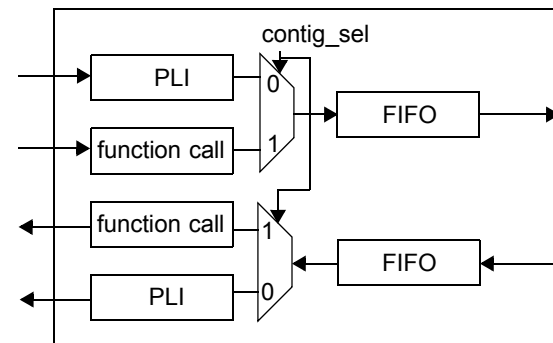 contig_sel
PLI
0
FIFO
function call
1
function call
1
FIFO
PLI
0